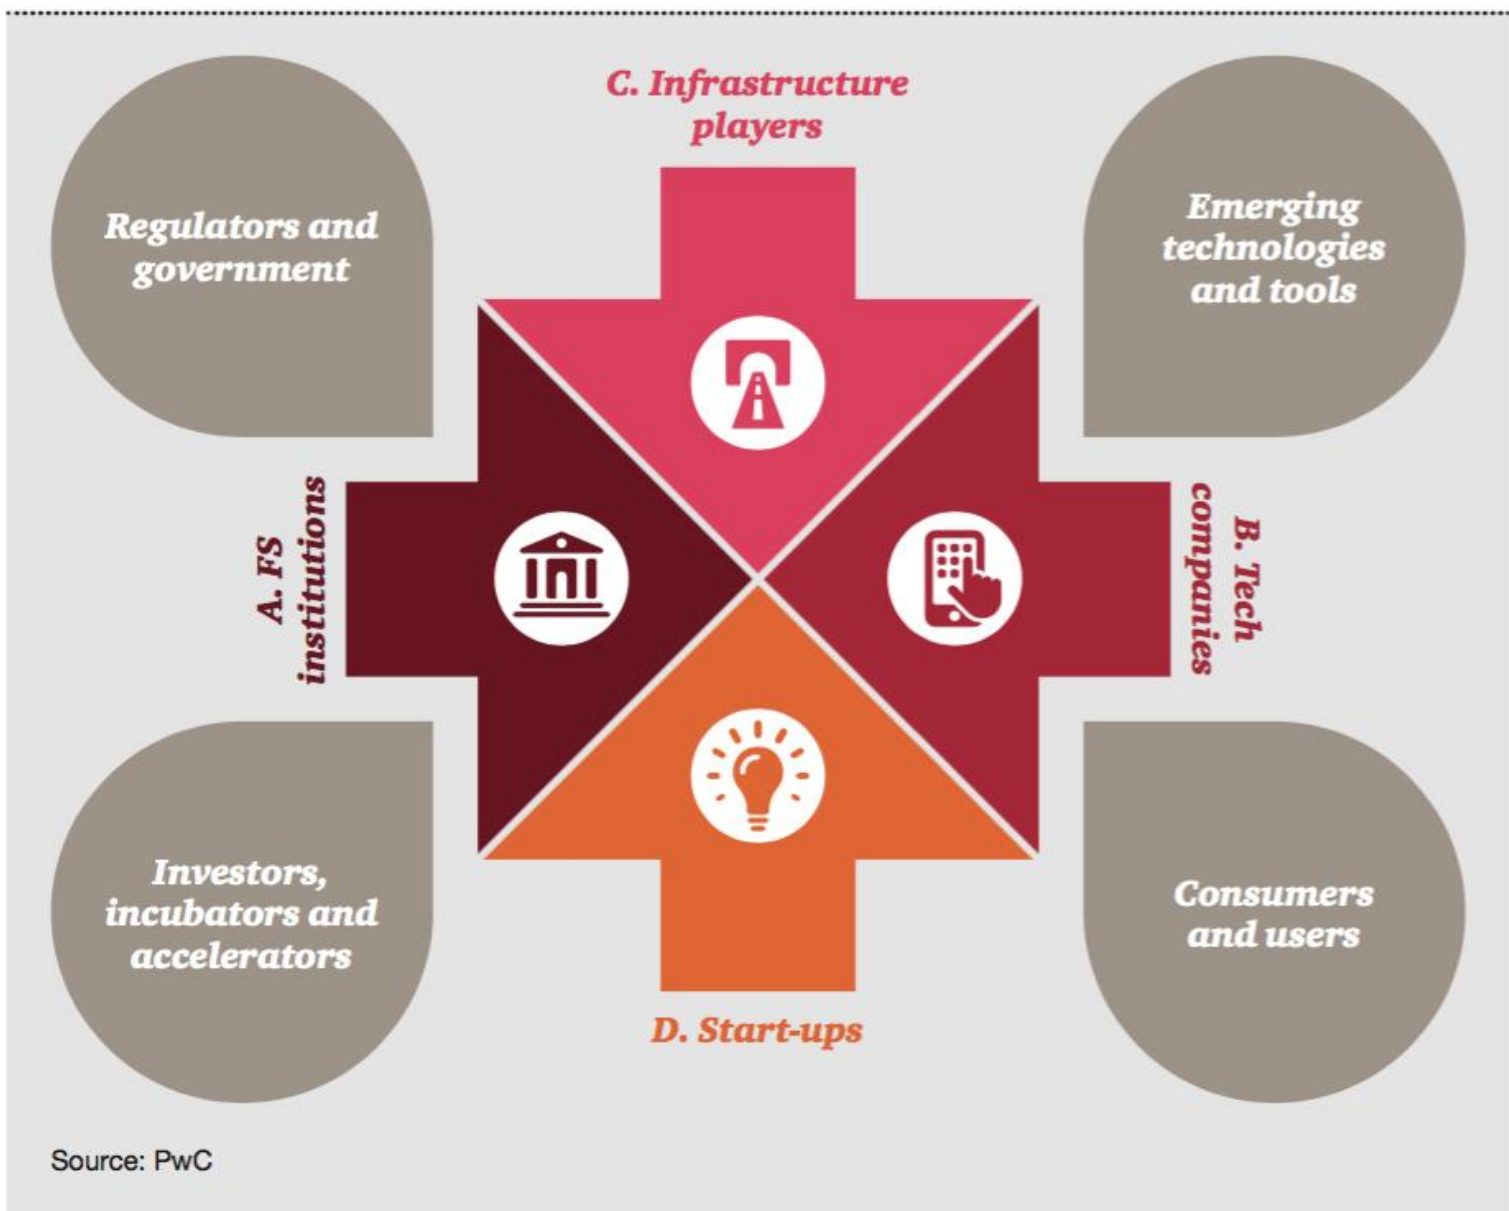 C. Infrastructure
players
Regulators and
government
Emerging
technologies
and tools
A. FS
institutions
B. Tech
companies
Investors,
incubators and
accelerators
Consumers
and users
D. Start-ups
Source: PwC